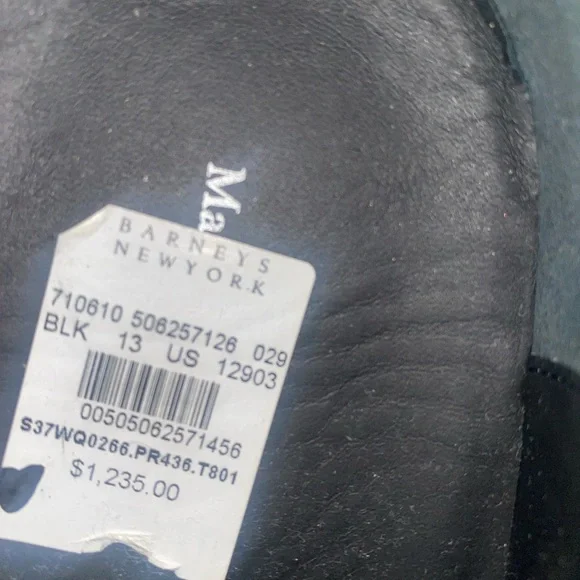 Ma
BARNEYS
NEWYORK
710610 506257126 029
BLK 13 US 12903
00505062571456
S37WQ0266.PR436.T801
$1,235.00